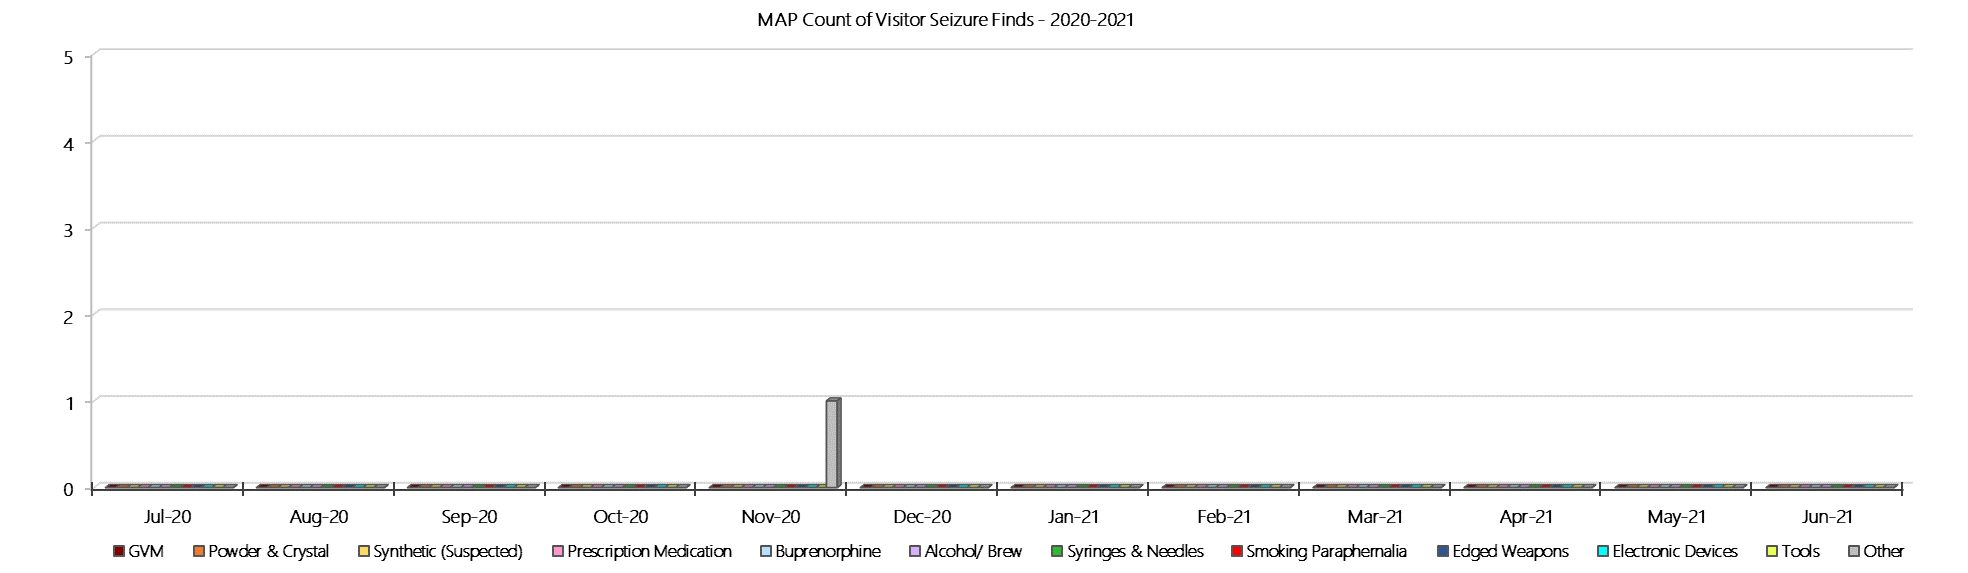 MAP Count of Visitor Seizure Finds - 2020-2021
5
4
3
2
1
0
Jul-20 Aug-20 Sep-20 Oct-20 Nov-20 Dec-20 Jan-21 Feb-21 Mar-21 Apr-21 May-21 Jun-21
GVM Powder & Crystal Synthetic (Suspected) Prescription Medication Buprenorphine Alcohol/ Brew Syringes & Needles Smoking Paraphernalia Edged Weapons Electronic Devices Tools Other